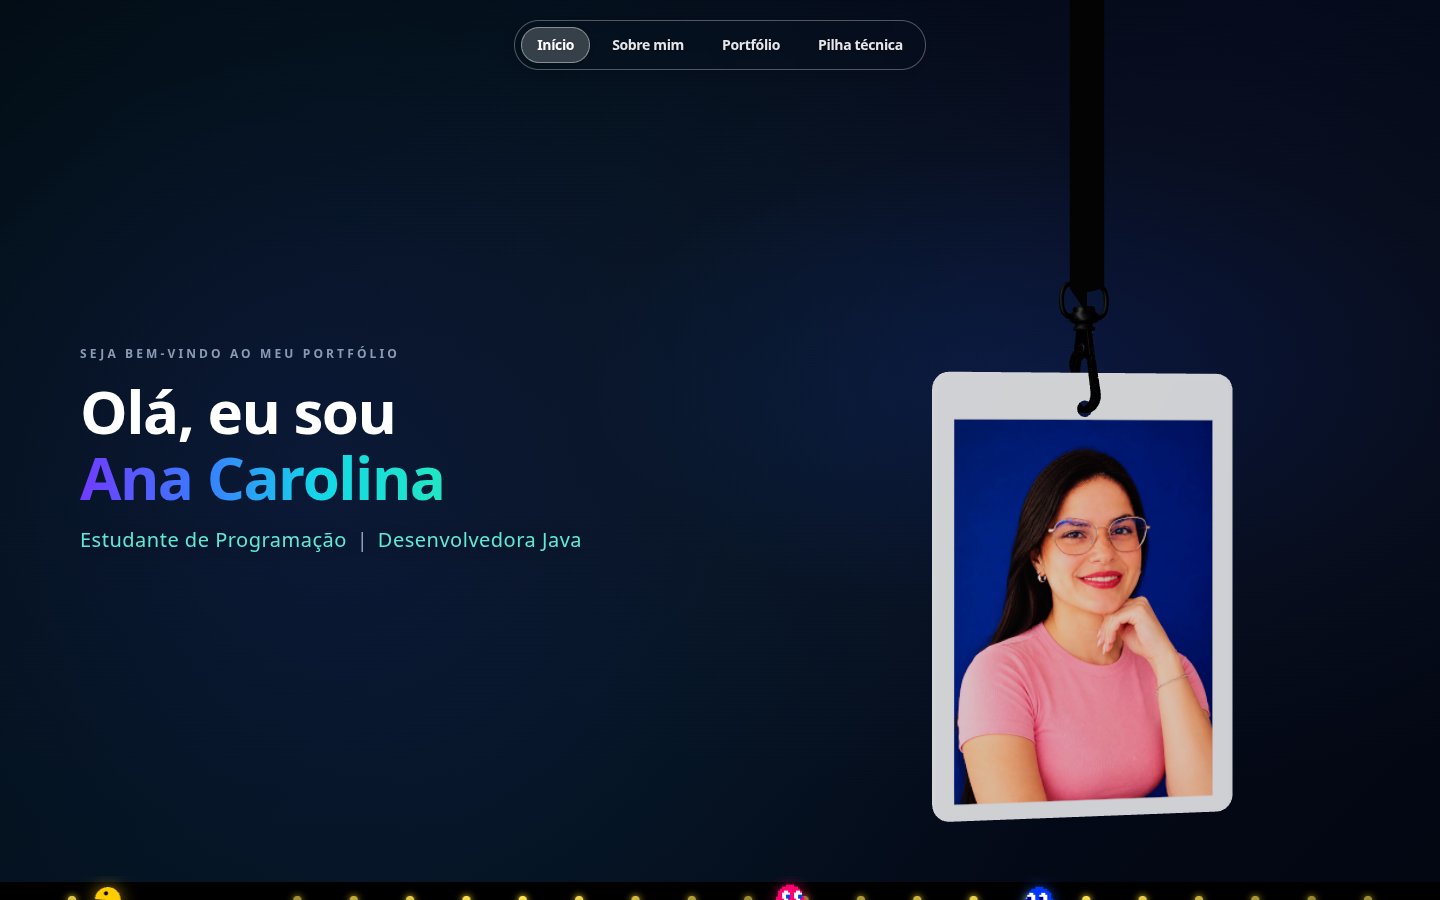 Início
Sobre mim
Portfólio
Pilha técnica
SEJA BEM-VINDO AO MEU PORTFÓLIO
Olá, eu sou
Ana Carolina
Estudante de Programação | Desenvolvedora Java